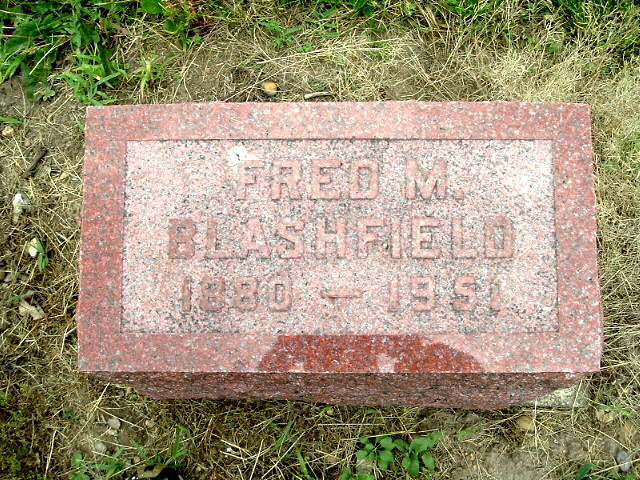 FRED M.
BLASHFIELD
1880 — 1951